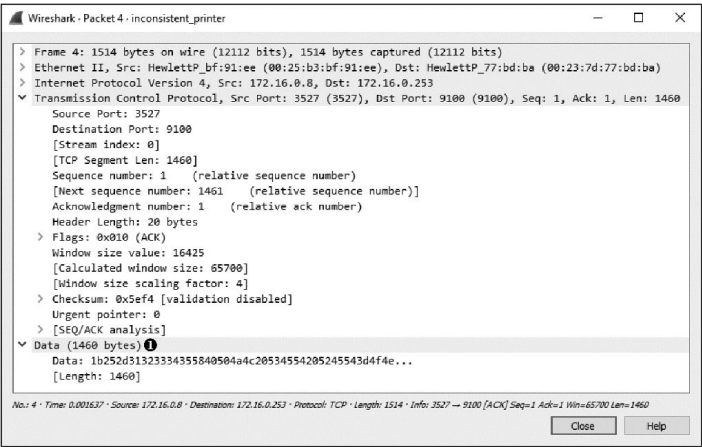 Wireshark · Packet 4 · inconsistent_printer
Frame 4: 1514 bytes on wire (12112 bits), 1514 bytes captured (12112 bits)
Ethernet II, Src: HewlettP_bf:91:ee (00:25:b3:bf:91:ee), Dst: HewlettP_77:bd:ba (00:23:7d:77:bd:ba)
Internet Protocol Version 4, Src: 172.16.0.8, Dst: 172.16.0.253
Transmission Control Protocol, Src Port: 3527 (3527), Dst Port: 9100 (9100), Seq: 1, Ack: 1, Len: 1460
Source Port: 3527
Destination Port: 9100
[Stream index: 0]
[TCP Segment Len: 1460]
Sequence number: 1 (relative sequence number)
[Next sequence number: 1461 (relative sequence number)]
Acknowledgment number: 1 (relative ack number)
Header Length: 20 bytes
Flags: 0x010 (ACK)
Window size value: 16425
[Calculated window size: 65700]
[Window size scaling factor: 4]
Checksum: 0x5ef4 [validation disabled]
Urgent pointer: 0
[SEQ/ACK analysis]
Data (1460 bytes) ❶
Data: 1b252d31323334355840504a4c20534554205245543d4f4e...
[Length: 1460]
No.: 4 · Time: 0.001637 · Source: 172.16.0.8 · Destination: 172.16.0.253 · Protocol: TCP · Length: 1514 · Info: 3527 → 9100 [ACK] Seq=1 Ack=1 Win=65700 Len=1460
Close Help